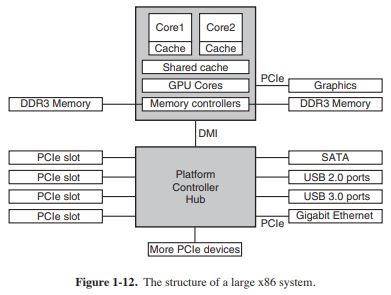 Core1 Core2
Cache Cache
Shared cache
GPU Cores
PCIe
Graphics
DDR3 Memory
Memory controllers
DDR3 Memory
DMI
PCIe slot
SATA
PCIe slot
Platform
Controller
Hub
USB 2.0 ports
PCIe slot
USB 3.0 ports
PCIe slot
Gigabit Ethernet
PCIe
More PCIe devices
Figure 1-12. The structure of a large x86 system.